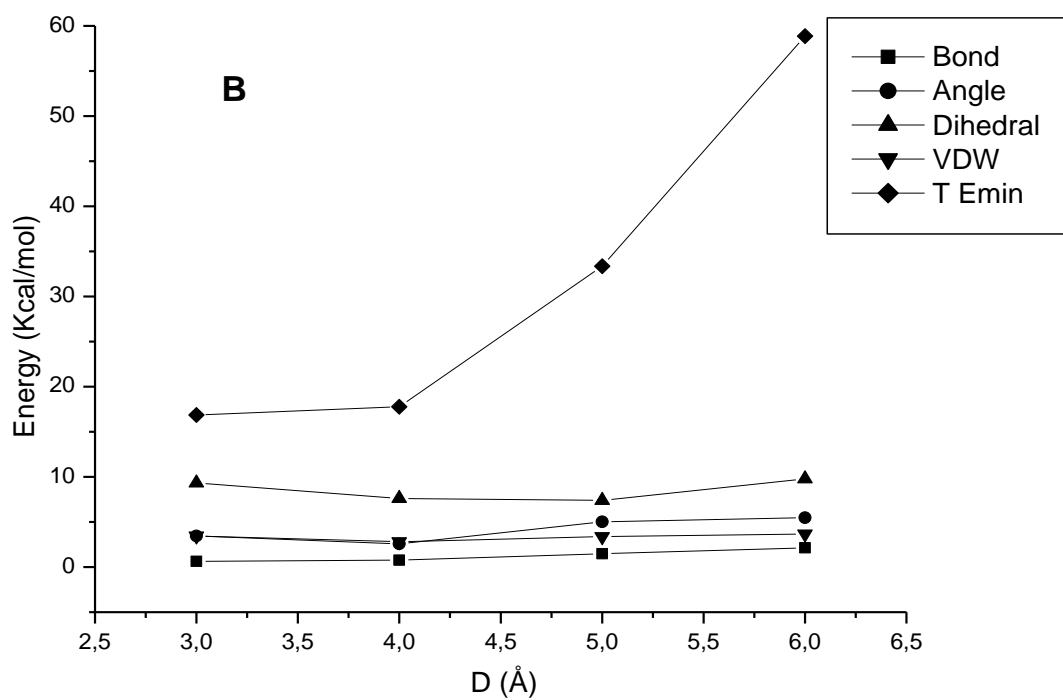 B
Bond
Angle
Dihedral
VDW
T Emin
Energy (Kcal/mol)
60
50
40
30
20
10
0
2,5 3,0 3,5 4,0 4,5 5,0 5,5 6,0 6,5
D (Å)